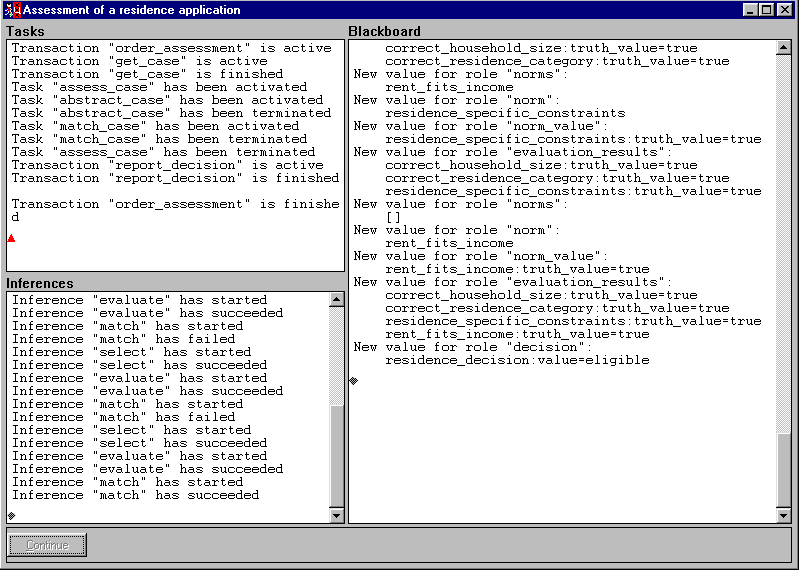 Assessment of a residence application
Tasks
Transaction "order_assessment" is active
Transaction "get_case" is active
Transaction "get_case" is finished
Task "assess_case" has been activated
Task "abstract_case" has been activated
Task "abstract_case" has been terminated
Task "match_case" has been activated
Task "match_case" has been terminated
Task "assess_case" has been terminated
Transaction "report_decision" is active
Transaction "report_decision" is finished
Transaction "order_assessment" is finishe
d
Inferences
Inference "evaluate" has started
Inference "evaluate" has succeeded
Inference "match" has started
Inference "match" has failed
Inference "select" has started
Inference "select" has succeeded
Inference "evaluate" has started
Inference "evaluate" has succeeded
Inference "match" has started
Inference "match" has failed
Inference "select" has started
Inference "select" has succeeded
Inference "evaluate" has started
Inference "evaluate" has succeeded
Inference "match" has started
Inference "match" has succeeded
Blackboard
correct_household_size:truth_value=true
correct_residence_category:truth_value=true
New value for role "norms":
rent_fits_income
New value for role "norm":
residence_specific_constraints
New value for role "norm_value":
residence_specific_constraints:truth_value=true
New value for role "evaluation_results":
correct_household_size:truth_value=true
correct_residence_category:truth_value=true
residence_specific_constraints:truth_value=true
New value for role "norms":
[]
New value for role "norm":
rent_fits_income
New value for role "norm_value":
rent_fits_income:truth_value=true
New value for role "evaluation_results":
correct_household_size:truth_value=true
correct_residence_category:truth_value=true
residence_specific_constraints:truth_value=true
rent_fits_income:truth_value=true
New value for role "decision":
residence_decision:value=eligible
Continue